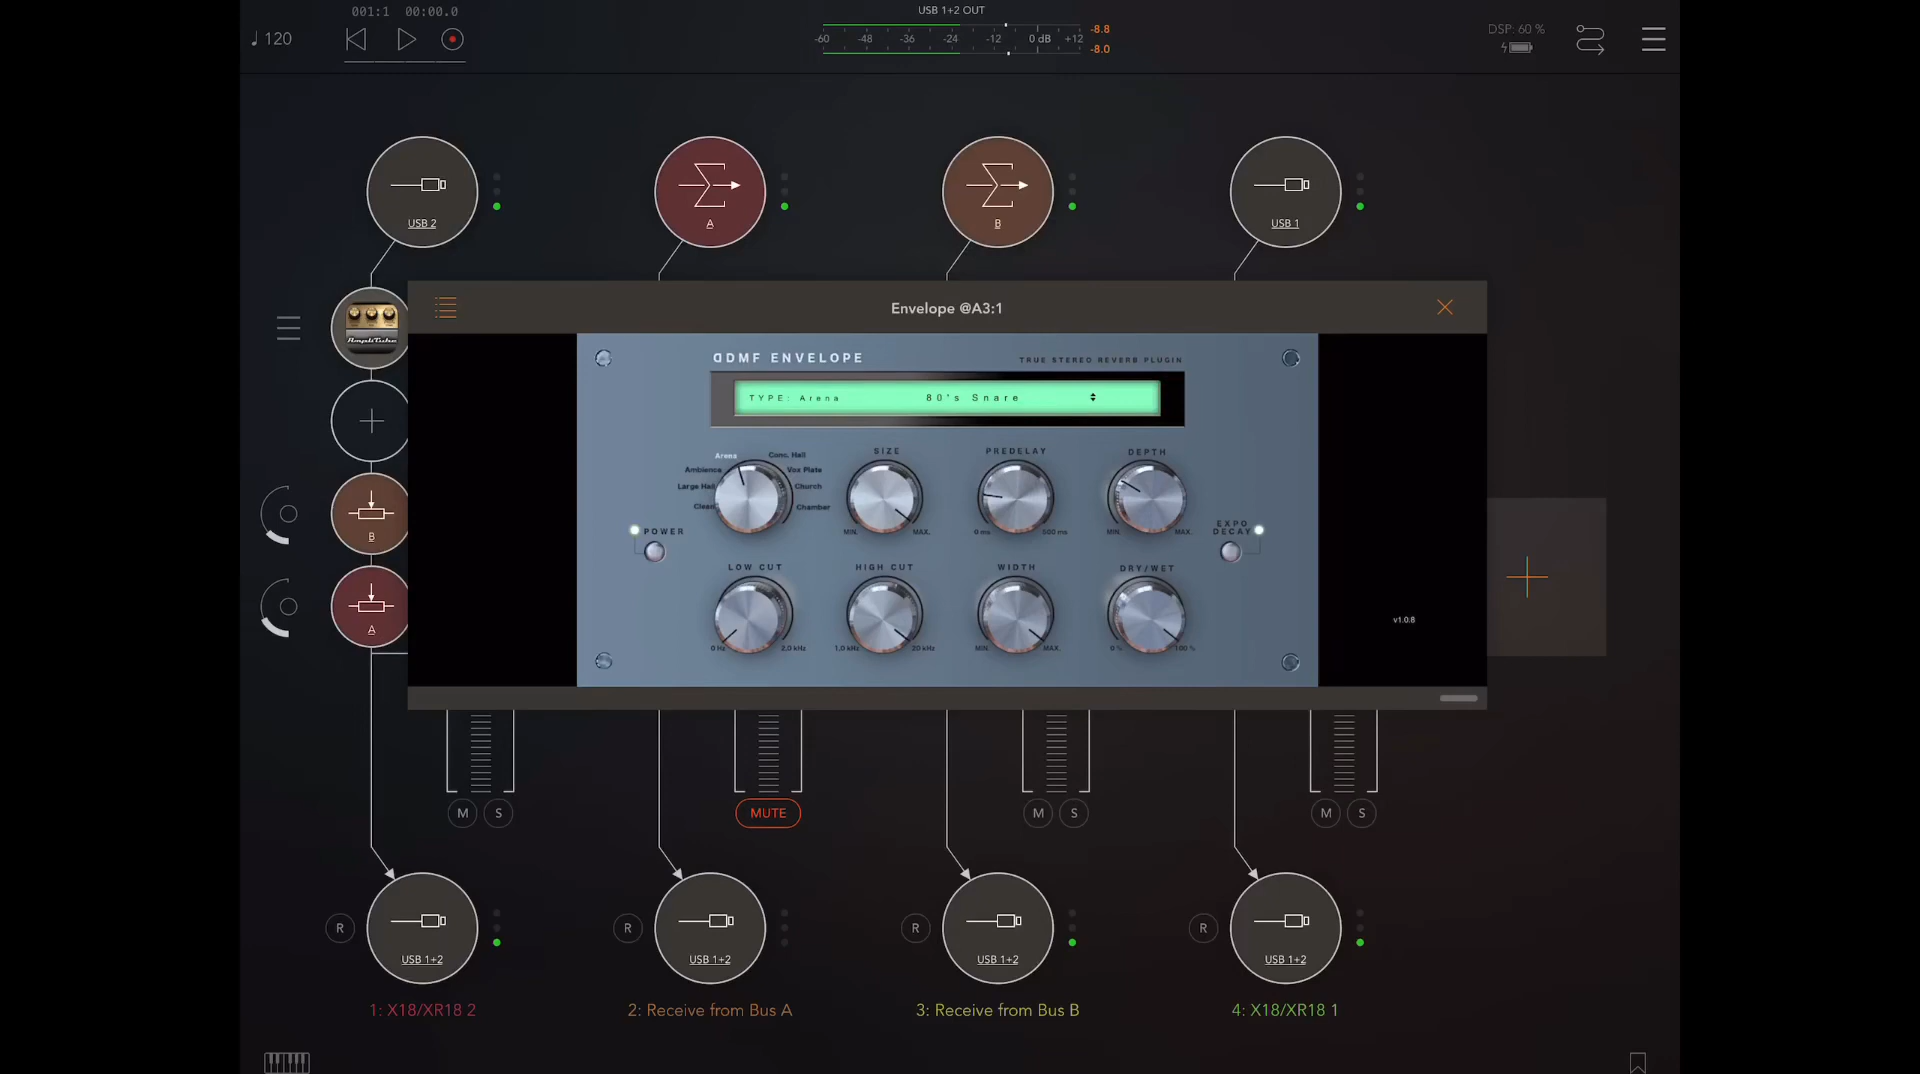 001:1 00:00.0
120
USB 1+2 OUT
-60 -48 -36 -24 -12 0 dB +12
-8.8
-8.0
DSP: 60 %
USB 2
A
B
USB 1
AmpliTube
B
A
Envelope @A3:1
DDMF ENVELOPE
TRUE STEREO REVERB PLUGIN
TYPE: Arena 80's Snare
Arena Conc. Hall
Ambience Vox Plate
Large Hall Church
Clean Chamber
SIZE
MIN. MAX.
PREDELAY
0 ms 500 ms
DEPTH
MIN. MAX.
POWER
EXPO
DECAY
LOW CUT
0 Hz 2,0 kHz
HIGH CUT
1,0 kHz 20 kHz
WIDTH
MIN. MAX.
DRY/WET
0 % 100 %
v1.0.8
M S
MUTE
M S
M S
R
USB 1+2
R
USB 1+2
R
USB 1+2
R
USB 1+2
1: X18/XR18 2
2: Receive from Bus A
3: Receive from Bus B
4: X18/XR18 1